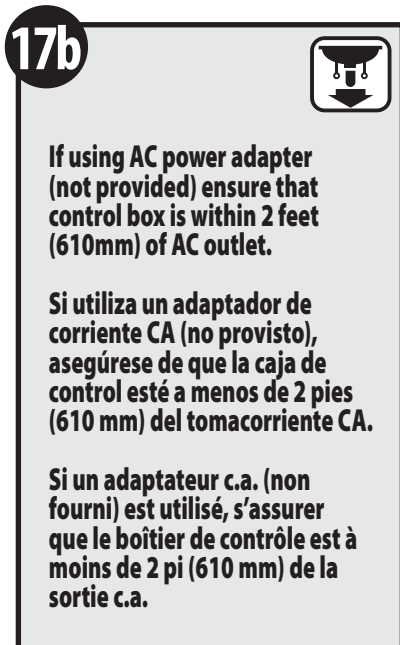 17b
If using AC power adapter
(not provided) ensure that
control box is within 2 feet
(610mm) of AC outlet.
Si utiliza un adaptador de
corriente CA (no provisto),
asegúrese de que la caja de
control esté a menos de 2 pies
(610 mm) del tomacorriente CA.
Si un adaptateur c.a. (non
fourni) est utilisé, s’assurer
que le boîtier de contrôle est à
moins de 2 pi (610 mm) de la
sortie c.a.